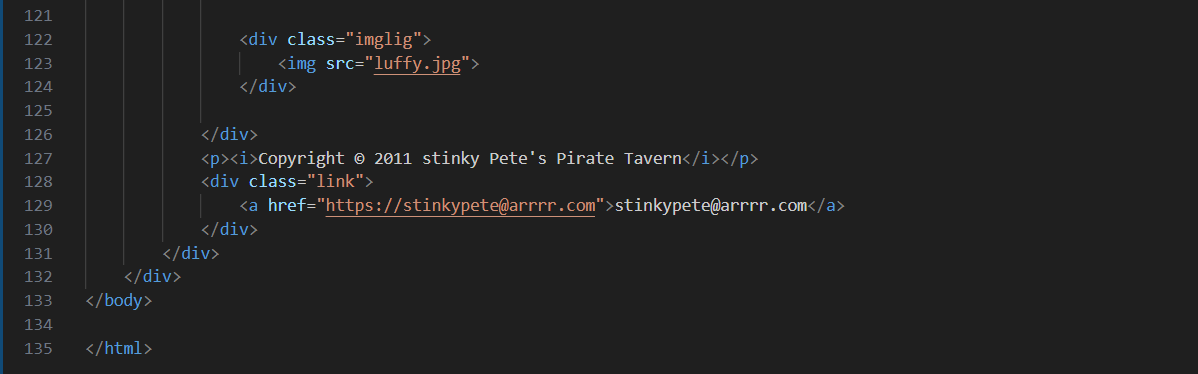 121
122 <div class="imglig">
123 <img src="luffy.jpg">
124 </div>
125
126 </div>
127 <p><i>Copyright © 2011 stinky Pete's Pirate Tavern</i></p>
128 <div class="link">
129 <a href="https://stinkypete@arrrr.com">stinkypete@arrrr.com</a>
130 </div>
131 </div>
132 </div>
133 </body>
134
135 </html>